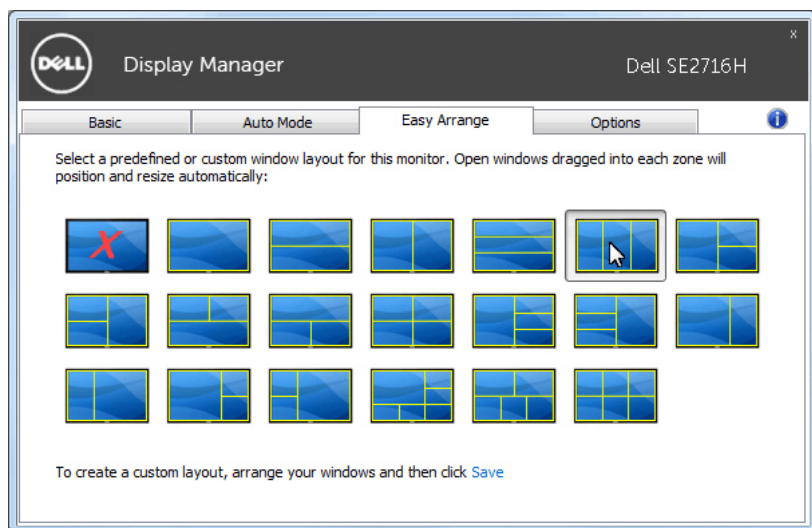 DELL
Display Manager
Dell SE2716H
x
Basic
Auto Mode
Easy Arrange
Options
i
Select a predefined or custom window layout for this monitor. Open windows dragged into each zone will
position and resize automatically:
X
To create a custom layout, arrange your windows and then click Save